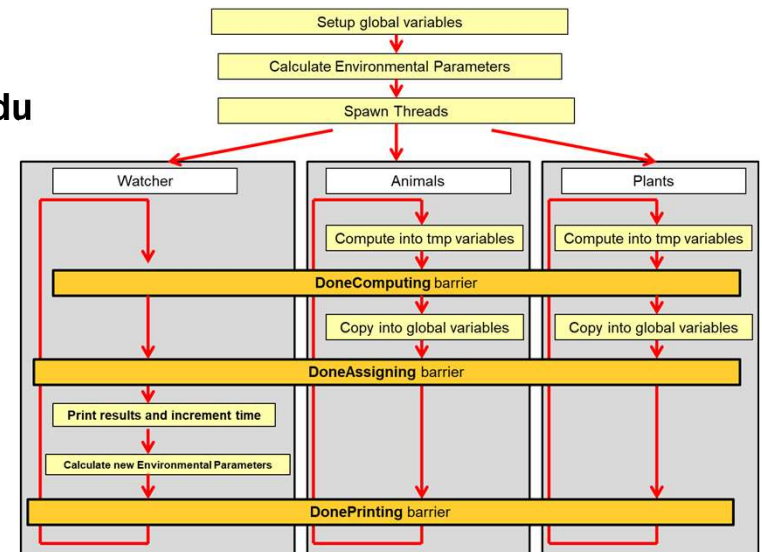 Setup global variables
Calculate Environmental Parameters
du
Spawn Threads
Watcher
Animals
Plants
Compute into tmp variables
Compute into tmp variables
DoneComputing barrier
Copy into global variables
Copy into global variables
DoneAssigning barrier
Print results and increment time
Calculate new Environmental Parameters
DonePrinting barrier